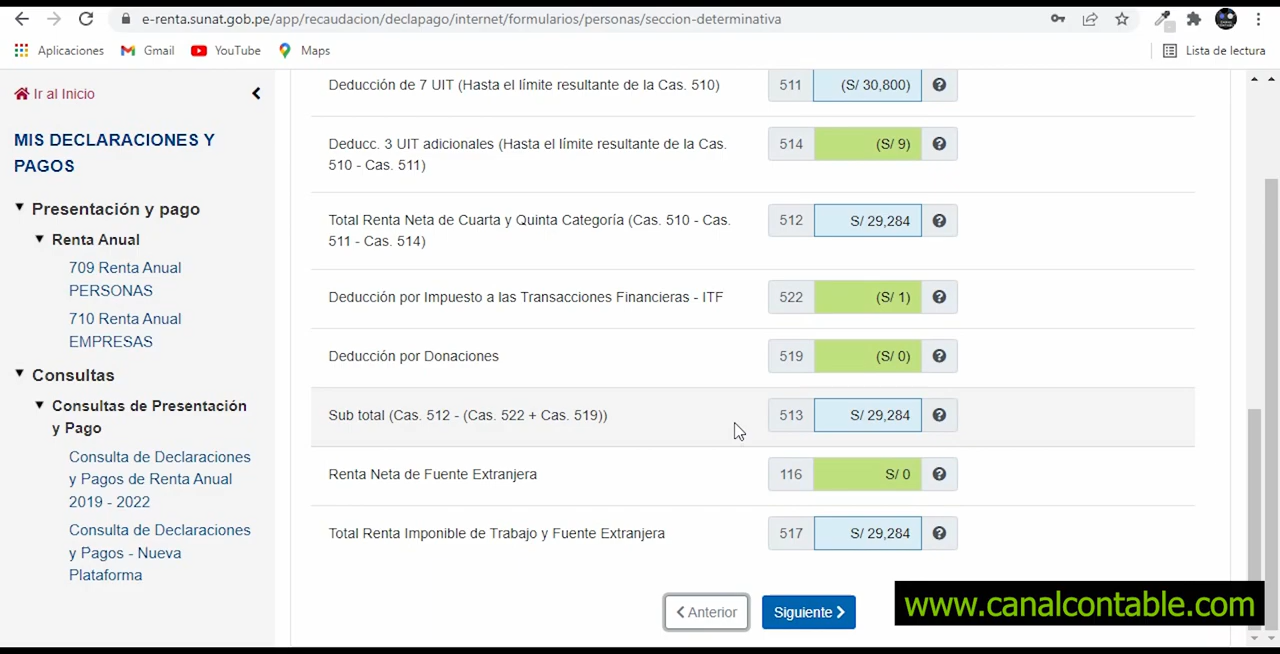 e-renta.sunat.gob.pe/app/recaudacion/declapago/internet/formularios/personas/seccion-determinativa
Aplicaciones Gmail YouTube Maps Lista de lectura
Ir al Inicio
MIS DECLARACIONES Y
PAGOS
Presentación y pago
Renta Anual
709 Renta Anual
PERSONAS
710 Renta Anual
EMPRESAS
Consultas
Consultas de Presentación
y Pago
Consulta de Declaraciones
y Pagos de Renta Anual
2019 - 2022
Consulta de Declaraciones
y Pagos - Nueva
Plataforma
Deducción de 7 UIT (Hasta el límite resultante de la Cas. 510) 511 (S/ 30,800)
Deducc. 3 UIT adicionales (Hasta el límite resultante de la Cas. 514 (S/ 9)
510 - Cas. 511)
Total Renta Neta de Cuarta y Quinta Categoría (Cas. 510 - Cas. 512 S/ 29,284
511 - Cas. 514)
Deducción por Impuesto a las Transacciones Financieras - ITF 522 (S/ 1)
Deducción por Donaciones 519 (S/ 0)
Sub total (Cas. 512 - (Cas. 522 + Cas. 519)) 513 S/ 29,284
Renta Neta de Fuente Extranjera 116 S/ 0
Total Renta Imponible de Trabajo y Fuente Extranjera 517 S/ 29,284
Anterior Siguiente
www.canalcontable.com